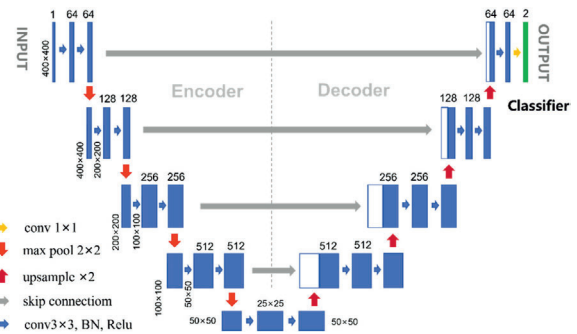 1 64 64
64 64 2
INPUT
400×400
OUTPUT
Encoder
Decoder
Classifier
128 128
128 128
400×400
200×200
256 256
256 256
200×200
100×100
512 512
512 512
100×100
50×50
25×25
50×50
50×50
conv 1×1
max pool 2×2
upsample ×2
skip connectiom
conv3×3, BN, Relu